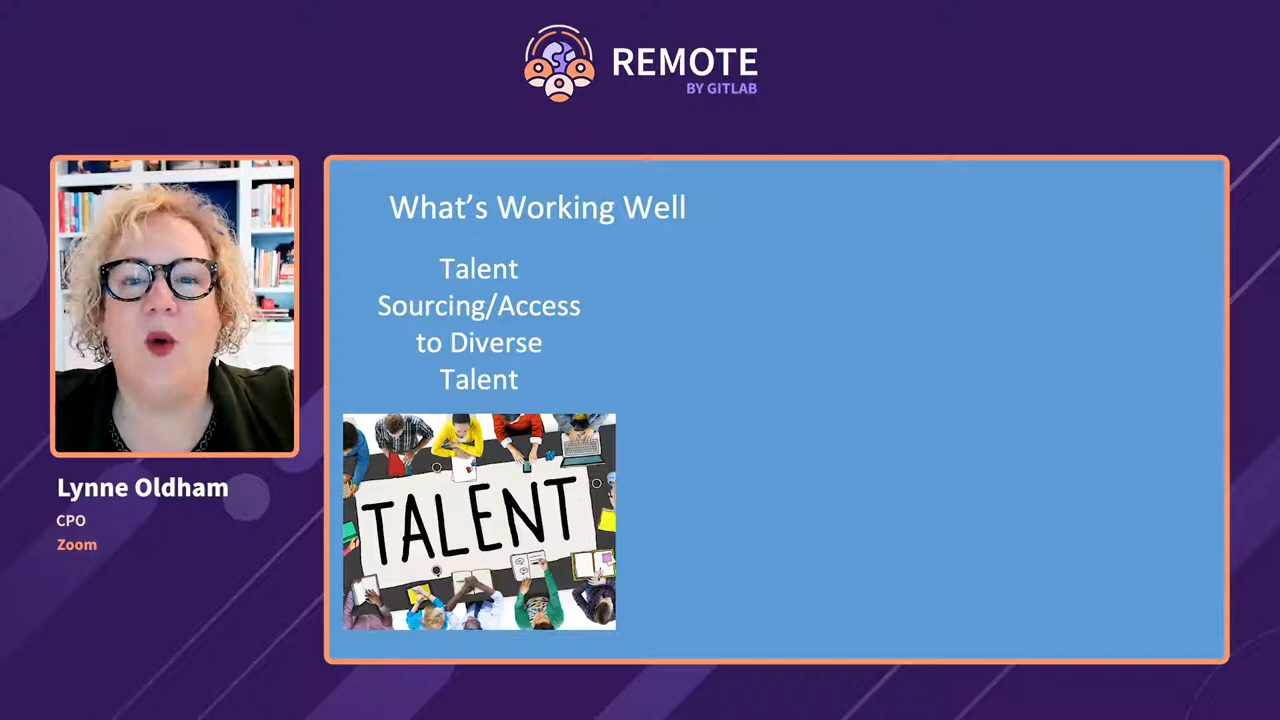 REMOTE
BY GITLAB
What's Working Well
Talent
Sourcing/Access
to Diverse
Talent
TALENT
Lynne Oldham
CPO
Zoom